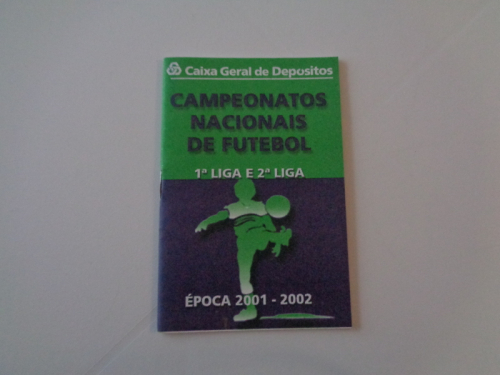 Caixa Geral de Depositos
CAMPEONATOS
NACIONAIS
DE FUTEBOL
1ª LIGA E 2ª LIGA
ÉPOCA 2001 - 2002